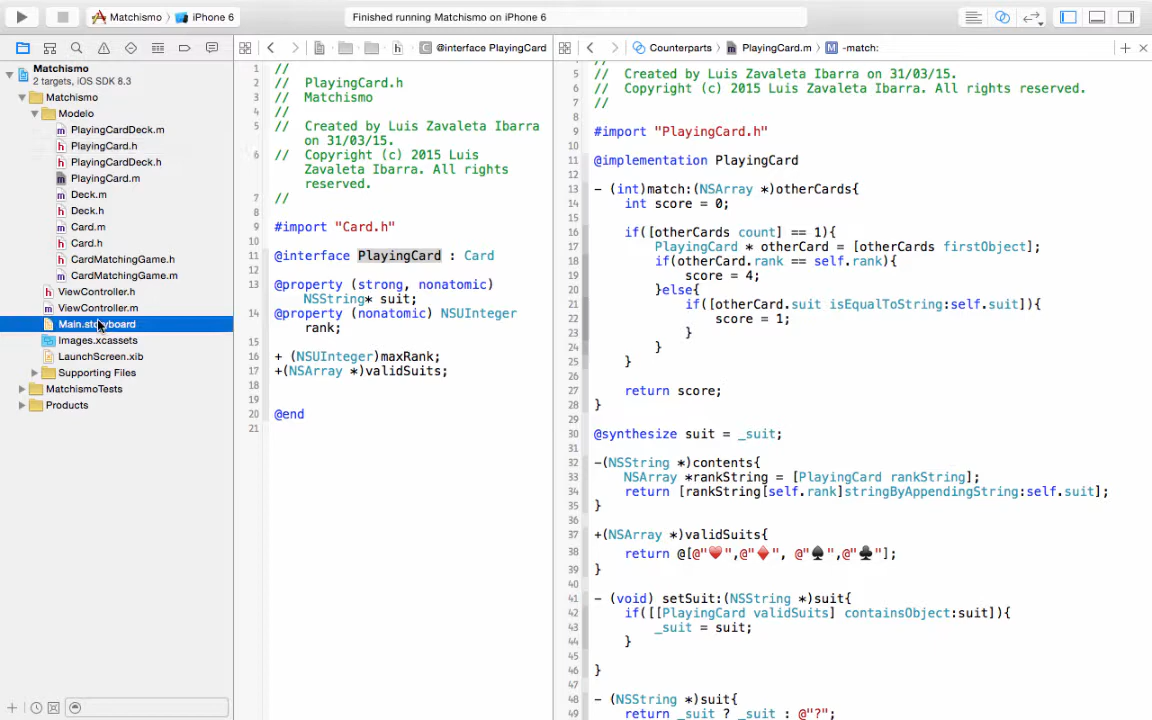 Matchismo 〉 iPhone 6
Finished running Matchismo on iPhone 6
Matchismo
2 targets, iOS SDK 8.3
Matchismo
Modelo
m PlayingCardDeck.m
h PlayingCard.h
h PlayingCardDeck.h
m PlayingCard.m
m Deck.m
h Deck.h
m Card.m
h Card.h
h CardMatchingGame.h
m CardMatchingGame.m
h ViewController.h
m ViewController.m
Main.storyboard
Images.xcassets
LaunchScreen.xib
Supporting Files
MatchismoTests
Products
h C @interface PlayingCard
1 //
2 // PlayingCard.h
3 // Matchismo
4 //
5 // Created by Luis Zavaleta Ibarra
on 31/03/15.
6 // Copyright (c) 2015 Luis
Zavaleta Ibarra. All rights
reserved.
7 //
8
9 #import "Card.h"
10
11 @interface PlayingCard : Card
12
13 @property (strong, nonatomic)
NSString* suit;
14 @property (nonatomic) NSUInteger
rank;
15
16 + (NSUInteger)maxRank;
17 +(NSArray *)validSuits;
18
19
20 @end
21
Counterparts 〉 m PlayingCard.m 〉 M -match:
5 // Created by Luis Zavaleta Ibarra on 31/03/15.
6 // Copyright (c) 2015 Luis Zavaleta Ibarra. All rights reserved.
7 //
8
9 #import "PlayingCard.h"
10
11 @implementation PlayingCard
12
13 - (int)match:(NSArray *)otherCards{
14 int score = 0;
15
16 if([otherCards count] == 1){
17 PlayingCard * otherCard = [otherCards firstObject];
18 if(otherCard.rank == self.rank){
19 score = 4;
20 }else{
21 if([otherCard.suit isEqualToString:self.suit]){
22 score = 1;
23 }
24 }
25 }
26
27 return score;
28 }
29
30 @synthesize suit = _suit;
31
32 -(NSString *)contents{
33 NSArray *rankString = [PlayingCard rankString];
34 return [rankString[self.rank]stringByAppendingString:self.suit];
35 }
36
37 +(NSArray *)validSuits{
38 return @[@"♥",@"♦", @"♠",@"♣"];
39 }
40
41 - (void) setSuit:(NSString *)suit{
42 if([[PlayingCard validSuits] containsObject:suit]){
43 _suit = suit;
44 }
45
46 }
47
48 - (NSString *)suit{
49 return _suit ? _suit : @"?";